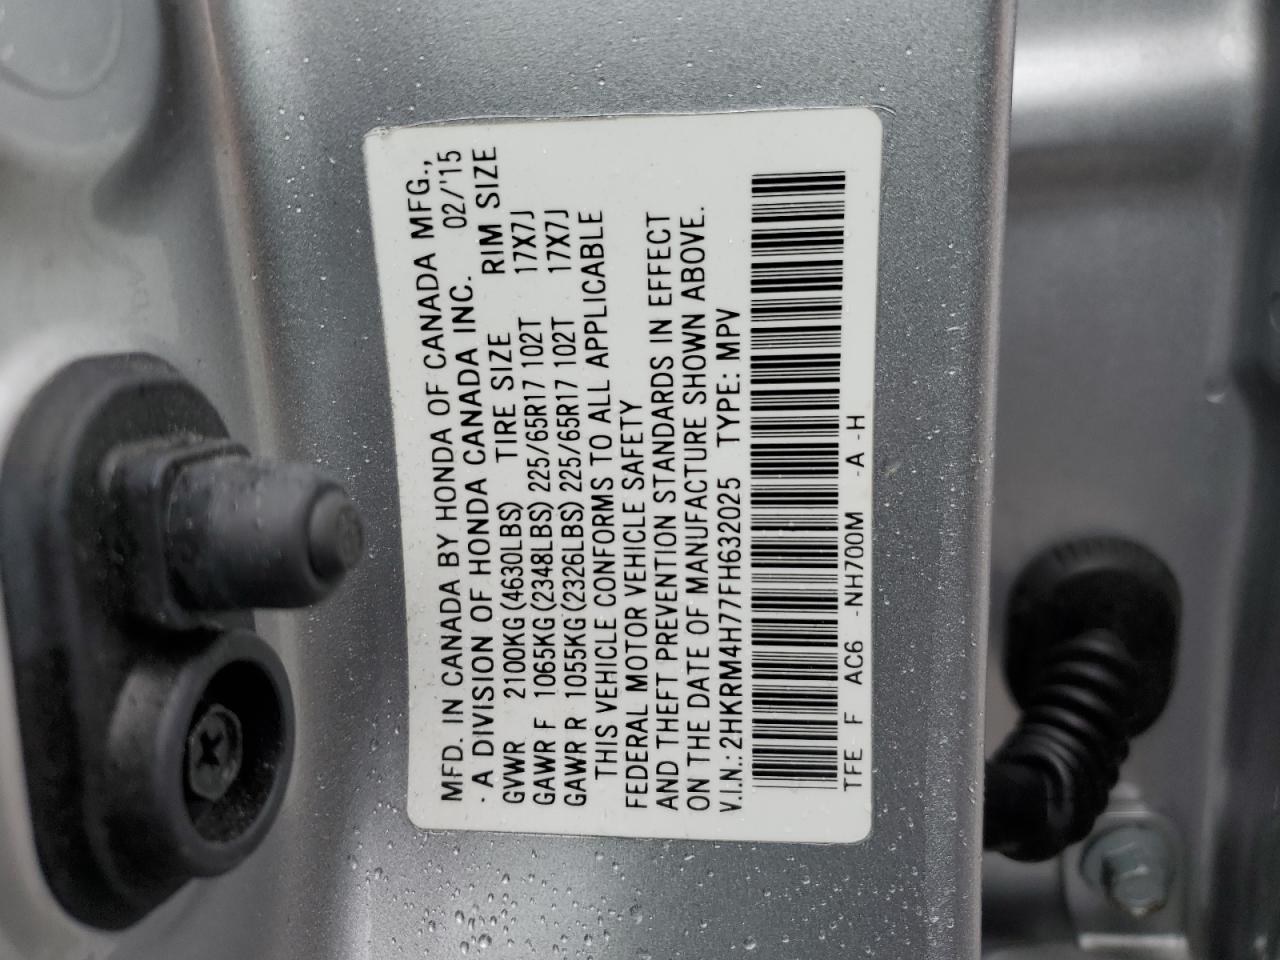 MFD. IN CANADA BY HONDA OF CANADA MFG.,
- A DIVISION OF HONDA CANADA INC. 02/'15
GVWR 2100KG(4630LBS) TIRE SIZE RIM SIZE
GAWR F 1065KG(2348LBS) 225/65R17 102T 17X7J
GAWR R 1055KG(2326LBS) 225/65R17 102T 17X7J
THIS VEHICLE CONFORMS TO ALL APPLICABLE
FEDERAL MOTOR VEHICLE SAFETY
AND THEFT PREVENTION STANDARDS IN EFFECT
ON THE DATE OF MANUFACTURE SHOWN ABOVE.
V.I.N.: 2HKRM4H77FH632025 TYPE: MPV
TFE F AC6 -NH700M -A -H